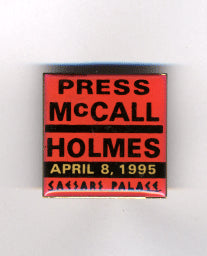 PRESS
McCALL
HOLMES
APRIL 8, 1995
CAESARS PALACE